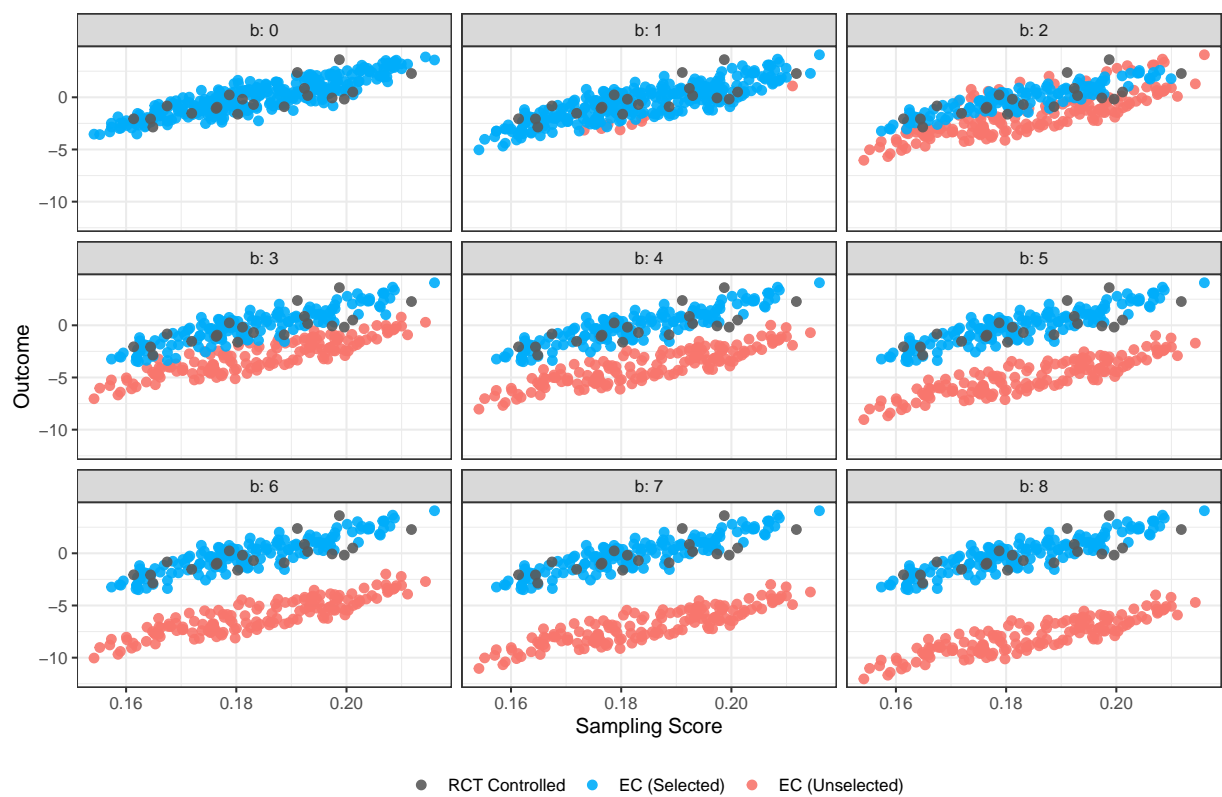 b: 0
b: 1
b: 2
0
−5
−10
b: 3
b: 4
b: 5
0
−5
−10
Outcome
b: 6
b: 7
b: 8
0
−5
−10
0.16 0.18 0.20 0.16 0.18 0.20 0.16 0.18 0.20
Sampling Score
RCT Controlled EC (Selected) EC (Unselected)